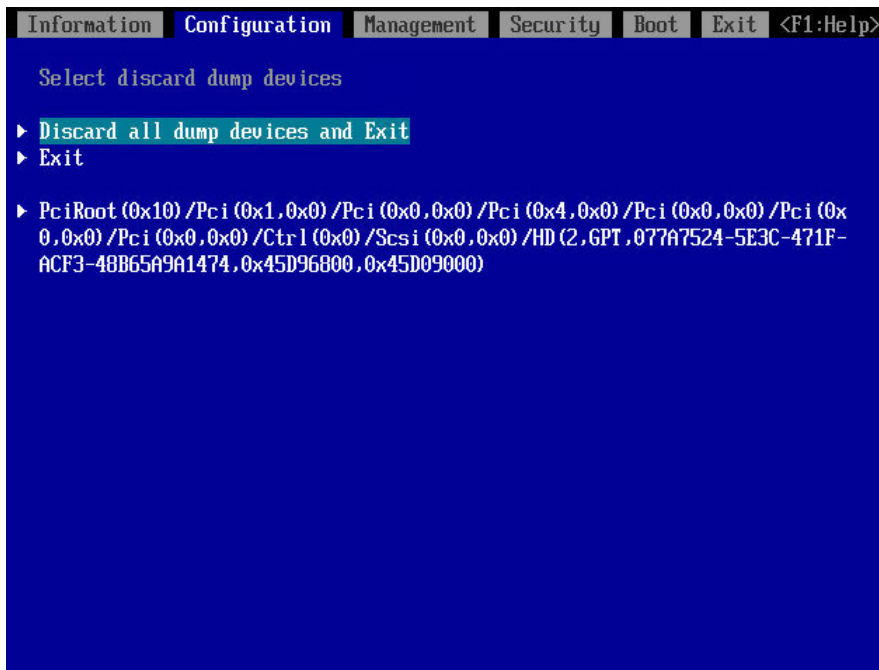 Information Configuration Management Security Boot Exit <F1:Help>
Select discard dump devices
Discard all dump devices and Exit
Exit
PciRoot(0x10)/Pci(0x1,0x0)/Pci(0x0,0x0)/Pci(0x4,0x0)/Pci(0x0,0x0)/Pci(0x
0,0x0)/Pci(0x0,0x0)/Ctrl(0x0)/Scsi(0x0,0x0)/HD(2,GPT,077A7524-5E3C-471F-
ACF3-48B65A9A1474,0x45D96800,0x45D09000)